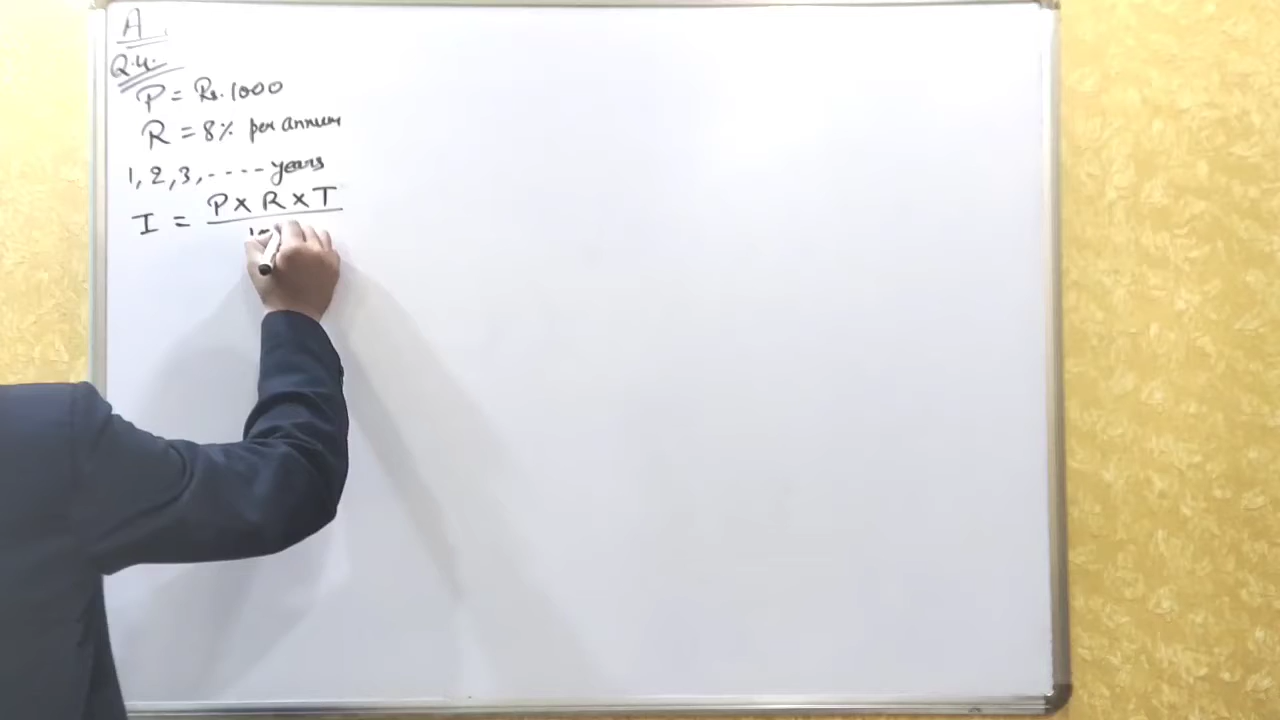 A
Q.4.
P = Rs. 1000
R = 8% per annum
1, 2, 3, ---- years
I = P × R × T